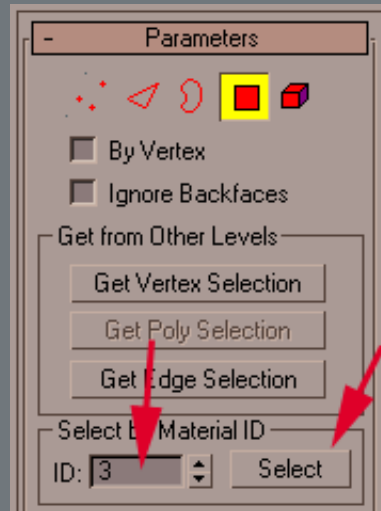 - Parameters
By Vertex
Ignore Backfaces
Get from Other Levels
Get Vertex Selection
Get Poly Selection
Get Edge Selection
Select by Material ID
ID: 3 Select